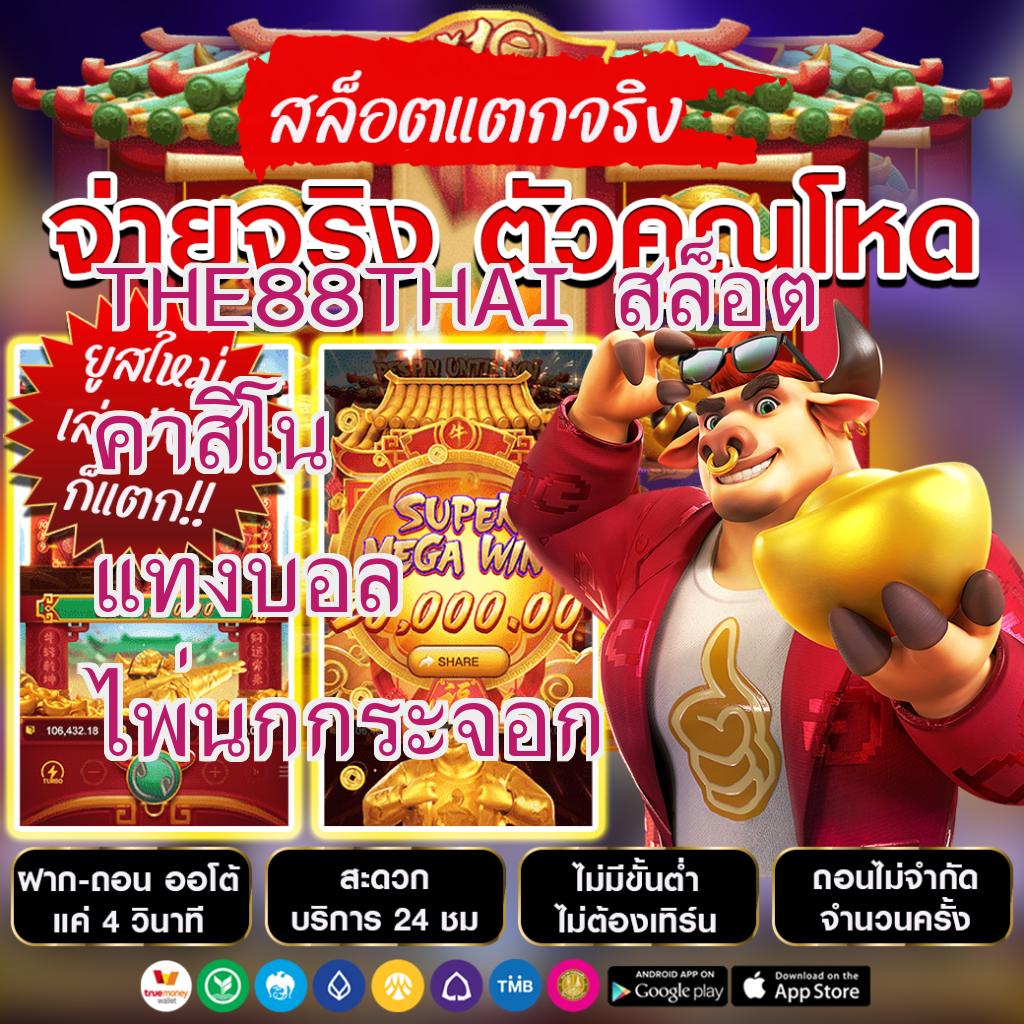 สล็อตแตกจริง
จ่ายจริง ตัวคูณโหด
THE88THAI สล็อต
คาสิโน
แทงบอล
ไพ่นกกระจอก
ยูสใหม่
ก็แตก!!
SUPER
MEGA WIN
SHARE
106,432.18
TURBO
ฝาก-ถอน ออโต้
แค่ 4 วินาที
สะดวก
บริการ 24 ชม
ไม่มีขั้นต่ำ
ไม่ต้องเทิร์น
ถอนไม่จำกัด
จำนวนครั้ง
truemoney
wallet
TMB
ANDROID APP ON
Google play
Download on the
App Store